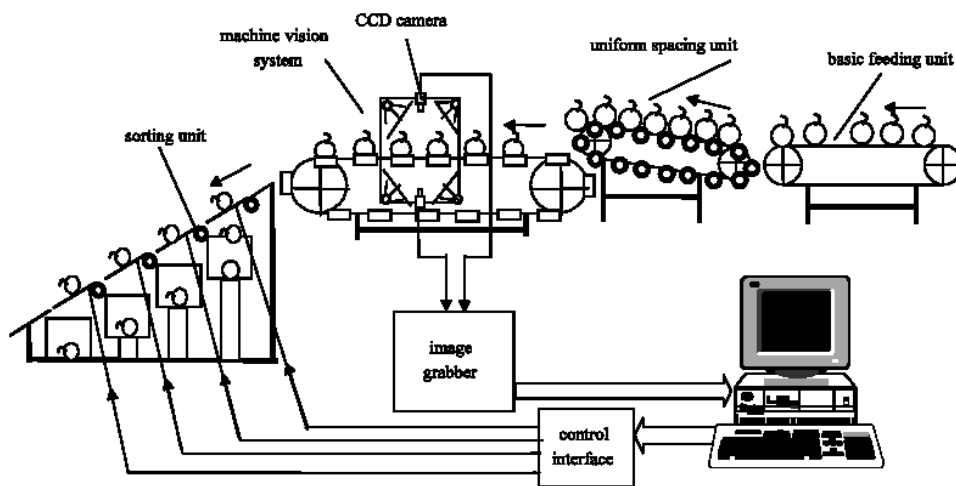 CCD camera
machine vision
system
uniform spacing unit
basic feeding unit
sorting unit
image
grabber
control
interface